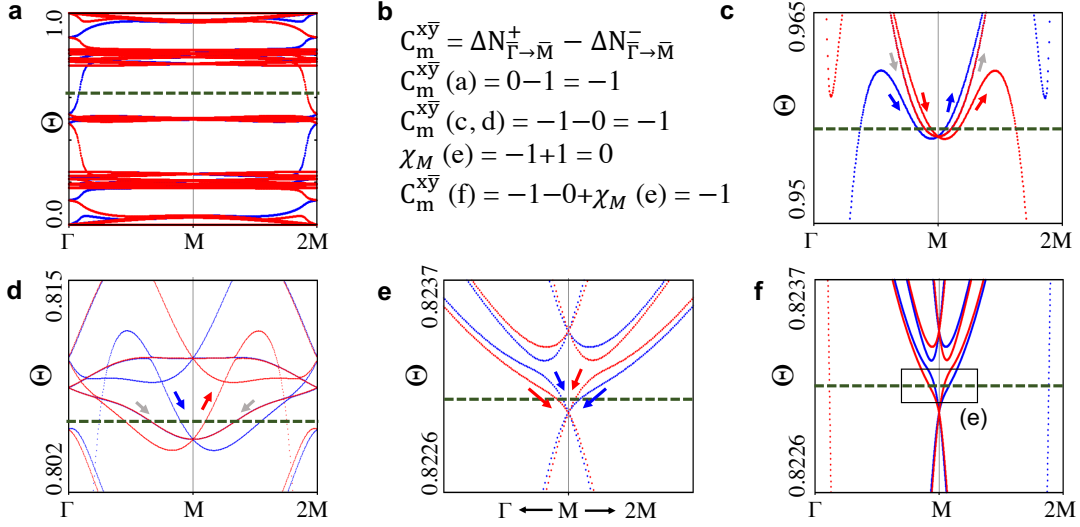 a
1.0
Θ
0.0
Γ
M
2M
b
C_m^{xȳ} = ΔN^+_{Γ̄→M̄} − ΔN^-_{Γ̄→M̄}
C_m^{xȳ} (a) = 0−1 = −1
C_m^{xȳ} (c, d) = −1−0 = −1
χ_M (e) = −1+1 = 0
C_m^{xȳ} (f) = −1−0+χ_M (e) = −1
c
0.965
Θ
0.95
Γ
M
2M
d
0.815
Θ
0.802
Γ
M
2M
e
0.8237
Θ
0.8226
Γ ← M → 2M
f
0.8237
Θ
0.8226
(e)
Γ
M
2M